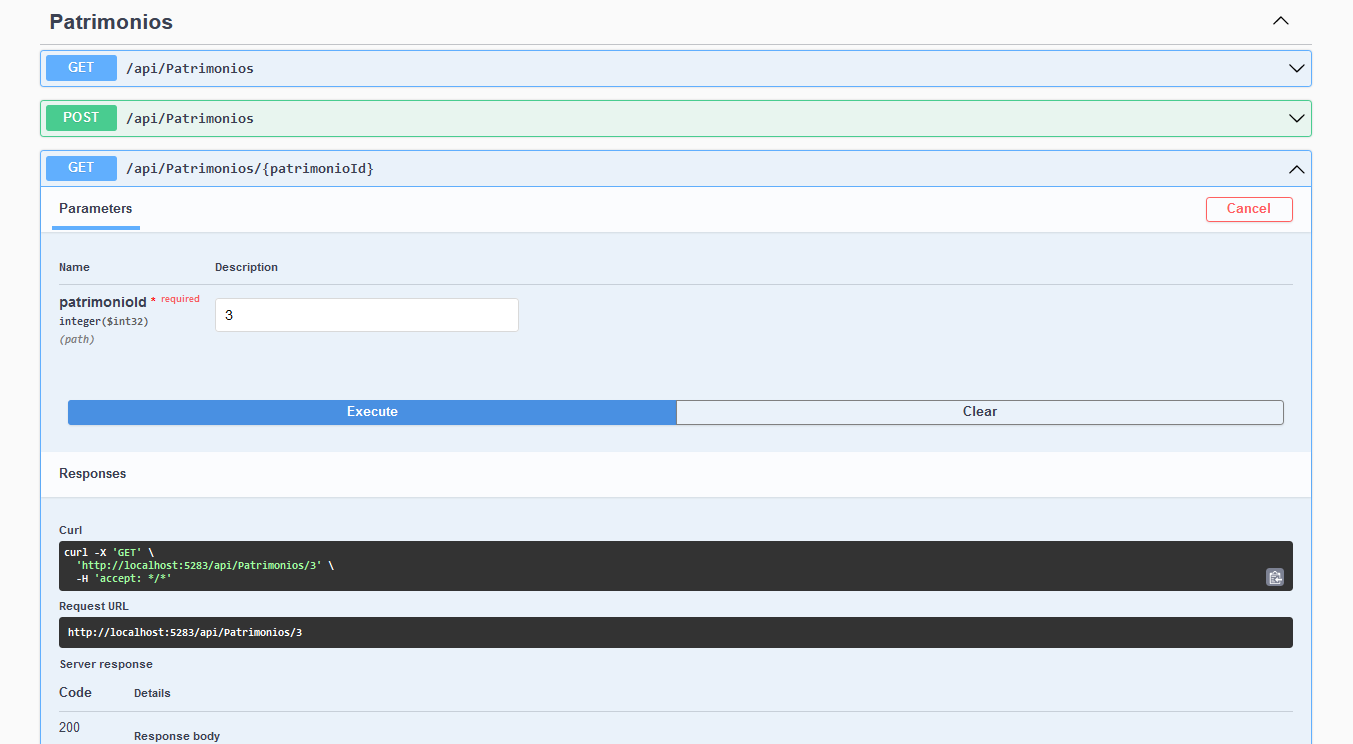 Patrimonios
GET /api/Patrimonios
POST /api/Patrimonios
GET /api/Patrimonios/{patrimonioId}
Parameters
Cancel
Name Description
patrimonioId * required
3
integer($int32)
(path)
Execute Clear
Responses
Curl
curl -X 'GET' \
'http://localhost:5283/api/Patrimonios/3' \
-H 'accept: */*'
Request URL
http://localhost:5283/api/Patrimonios/3
Server response
Code Details
200
Response body